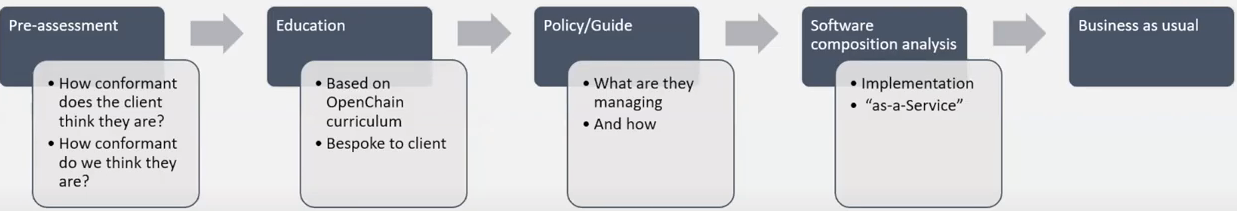 Pre-assessment
• How conformant
does the client
think they are?
• How conformant
do we think they
are?
Education
• Based on
OpenChain
curriculum
• Bespoke to client
Policy/Guide
• What are they
managing
• And how
Software
composition analysis
• Implementation
• “as-a-Service”
Business as usual